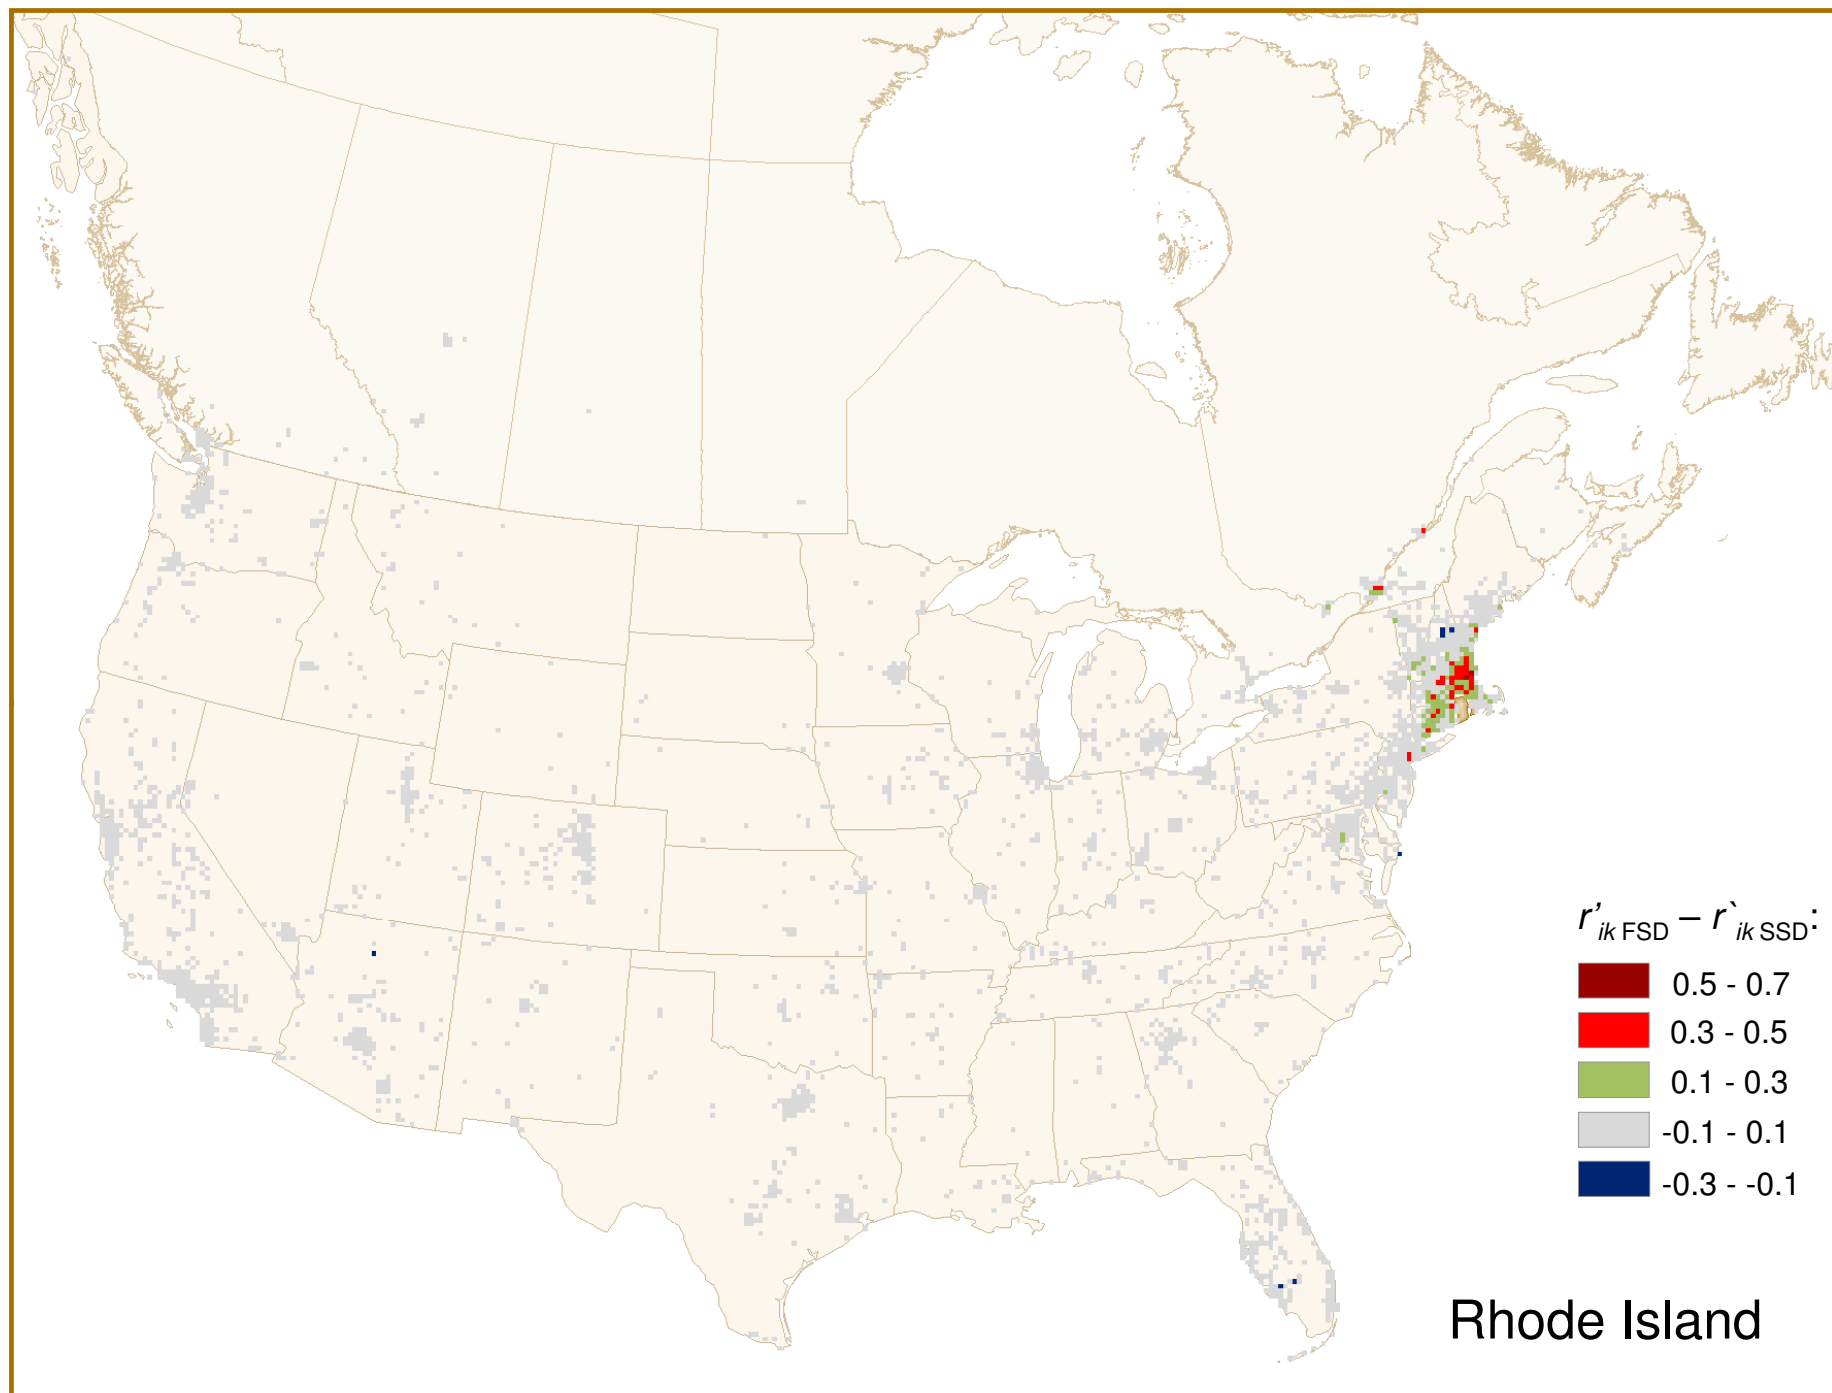 r’ik FSD – r`ik SSD:
0.5 - 0.7
0.3 - 0.5
0.1 - 0.3
-0.1 - 0.1
-0.3 - -0.1
Rhode Island